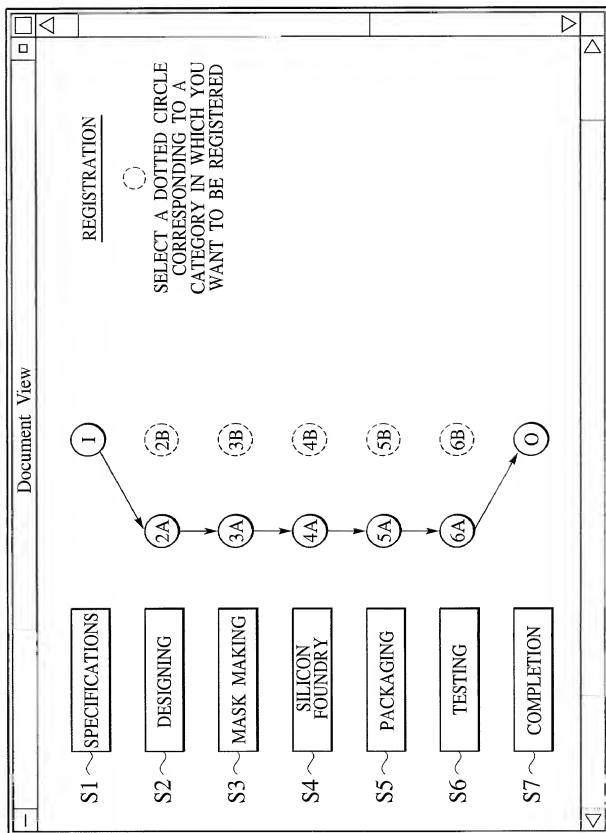 Document View
REGISTRATION
SELECT A DOTTED CIRCLE
CORRESPONDING TO A
CATEGORY IN WHICH YOU
WANT TO BE REGISTERED
S1 SPECIFICATIONS
I
S2 DESIGNING
2A 2B
S3 MASK MAKING
3A 3B
S4 SILICON
FOUNDRY
4A 4B
S5 PACKAGING
5A 5B
S6 TESTING
6A 6B
S7 COMPLETION
O